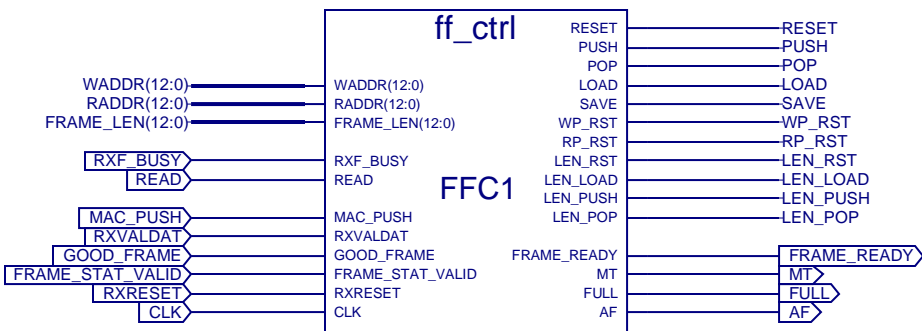 ff_ctrl
RESET RESET
PUSH PUSH
POP POP
WADDR(12:0) WADDR(12:0) LOAD LOAD
RADDR(12:0) RADDR(12:0) SAVE SAVE
FRAME_LEN(12:0) FRAME_LEN(12:0) WP_RST WP_RST
RP_RST RP_RST
RXF_BUSY RXF_BUSY LEN_RST LEN_RST
READ READ LEN_LOAD LEN_LOAD
FFC1
LEN_PUSH LEN_PUSH
MAC_PUSH MAC_PUSH LEN_POP LEN_POP
RXVALDAT RXVALDAT
GOOD_FRAME GOOD_FRAME FRAME_READY FRAME_READY
FRAME_STAT_VALID FRAME_STAT_VALID MT MT
RXRESET RXRESET FULL FULL
CLK CLK AF AF